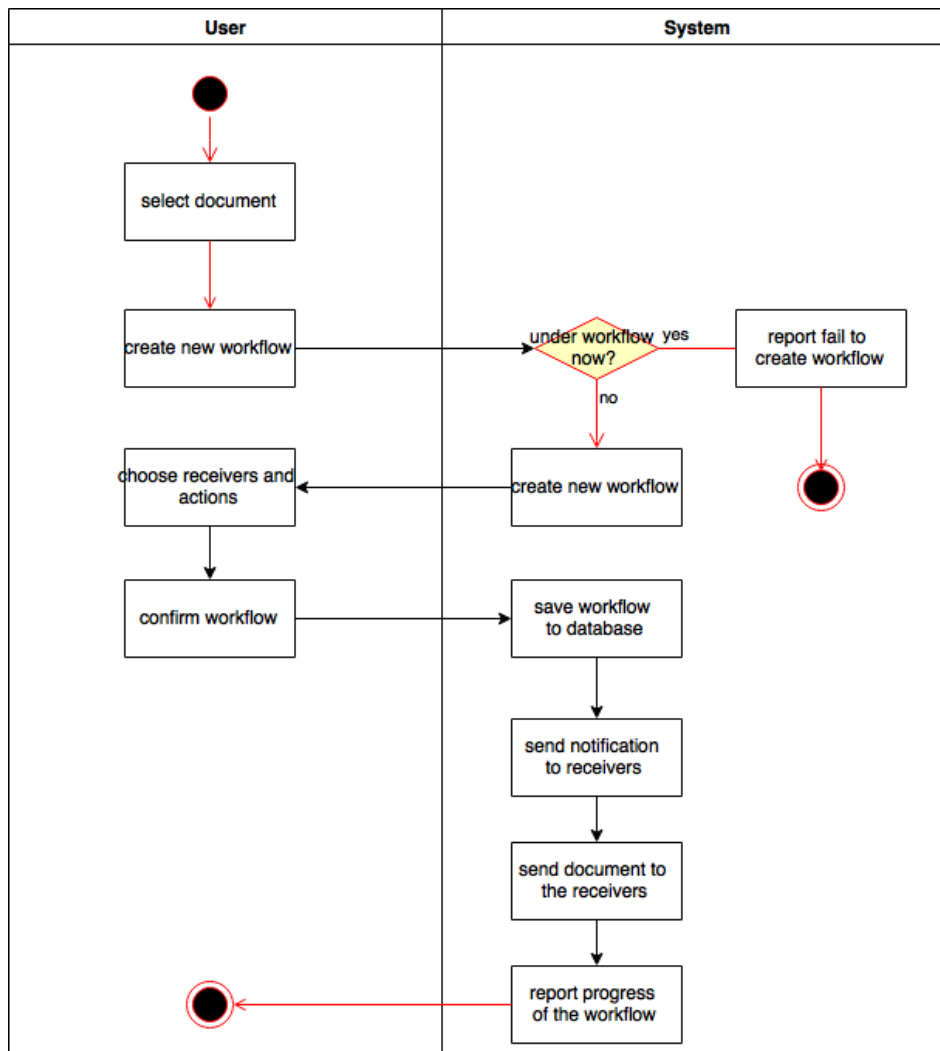 User
System
select document
create new workflow
under workflow
now?
yes
report fail to
create workflow
no
choose receivers and
actions
create new workflow
confirm workflow
save workflow
to database
send notification
to receivers
send document to
the receivers
report progress
of the workflow